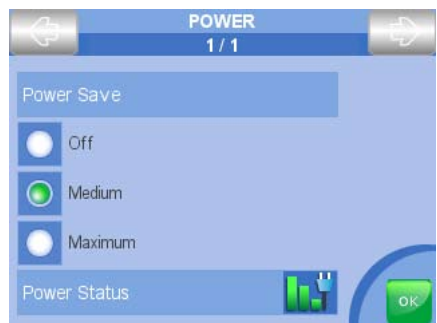 POWER
1 / 1
Power Save
Off
Medium
Maximum
Power Status
OK